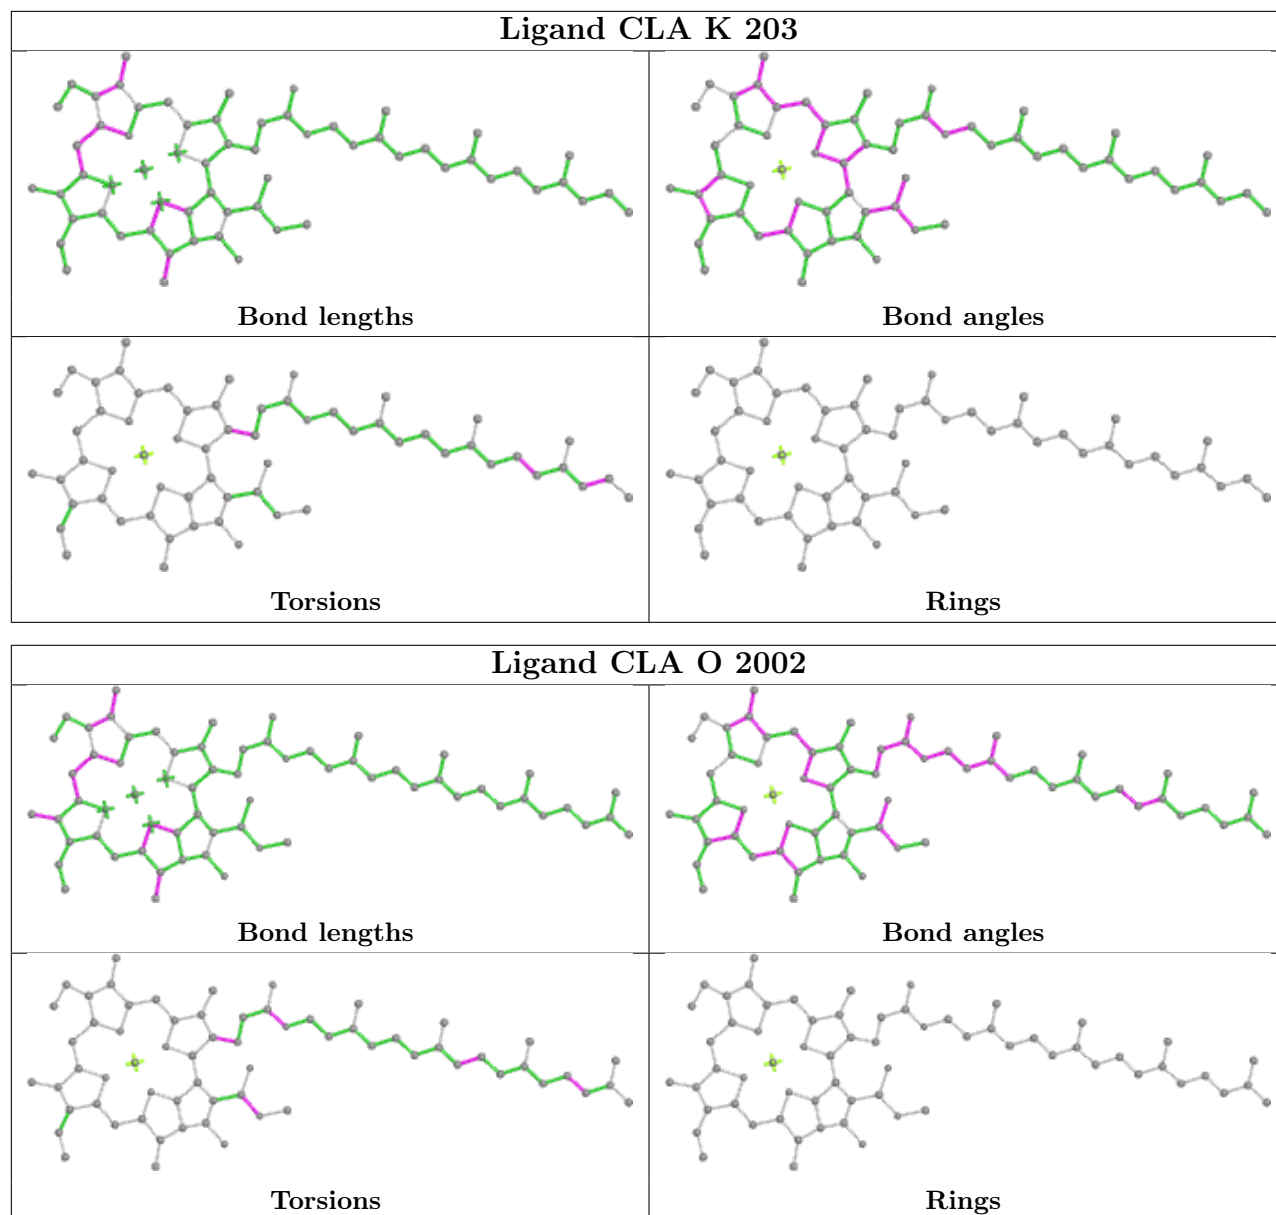 Ligand CLA K 203
Bond lengths
Bond angles
Torsions
Rings
Ligand CLA O 2002
Bond lengths
Bond angles
Torsions
Rings